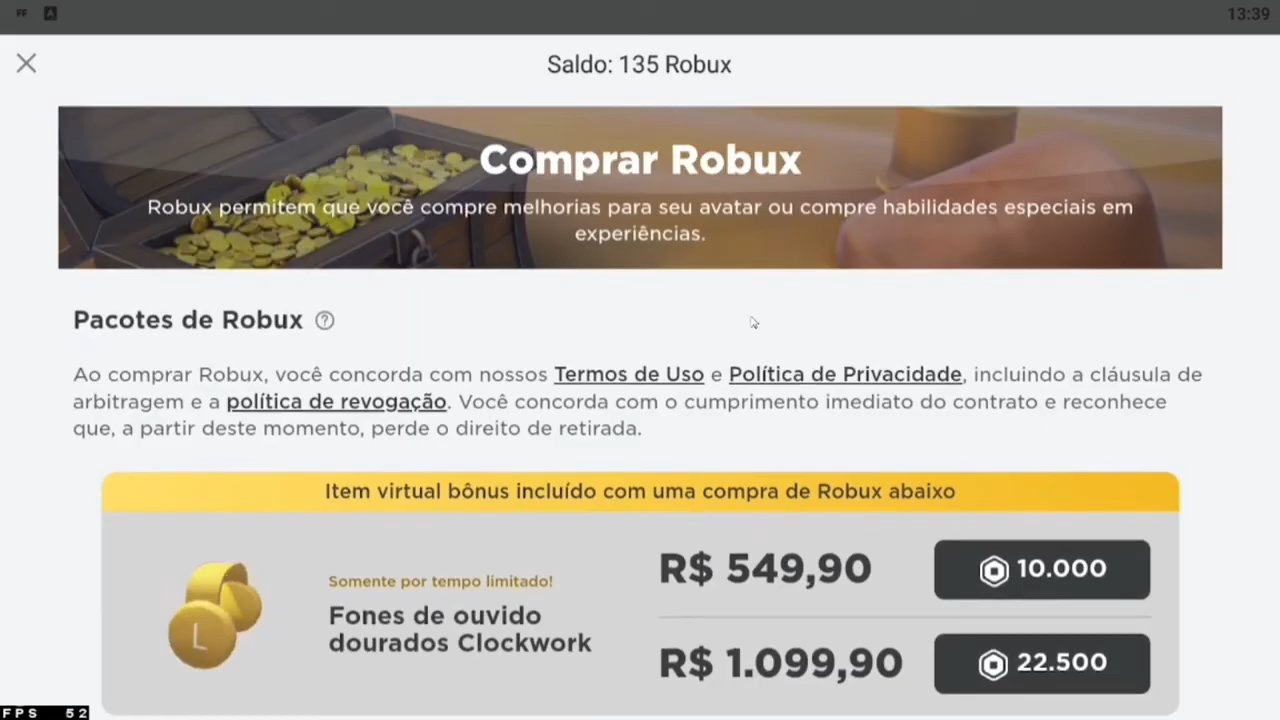 FF A 13:39
Saldo: 135 Robux
Comprar Robux
Robux permitem que você compre melhorias para seu avatar ou compre habilidades especiais em
experiências.
Pacotes de Robux ?
Ao comprar Robux, você concorda com nossos Termos de Uso e Política de Privacidade, incluindo a cláusula de
arbitragem e a política de revogação. Você concorda com o cumprimento imediato do contrato e reconhece
que, a partir deste momento, perde o direito de retirada.
Item virtual bônus incluído com uma compra de Robux abaixo
R$ 549,90 10.000
Somente por tempo limitado!
Fones de ouvido
dourados Clockwork
L
R$ 1.099,90 22.500
FPS 52